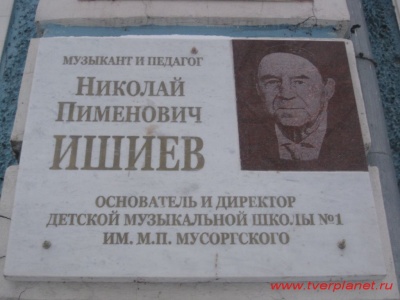 МУЗЫКАНТ И ПЕДАГОГ
НИКОЛАЙ
ПИМЕНОВИЧ
ИШИЕВ
ОСНОВАТЕЛЬ И ДИРЕКТОР
ДЕТСКОЙ МУЗЫКАЛЬНОЙ ШКОЛЫ №1
ИМ. М.П. МУСОРГСКОГО
www.tverplanet.ru